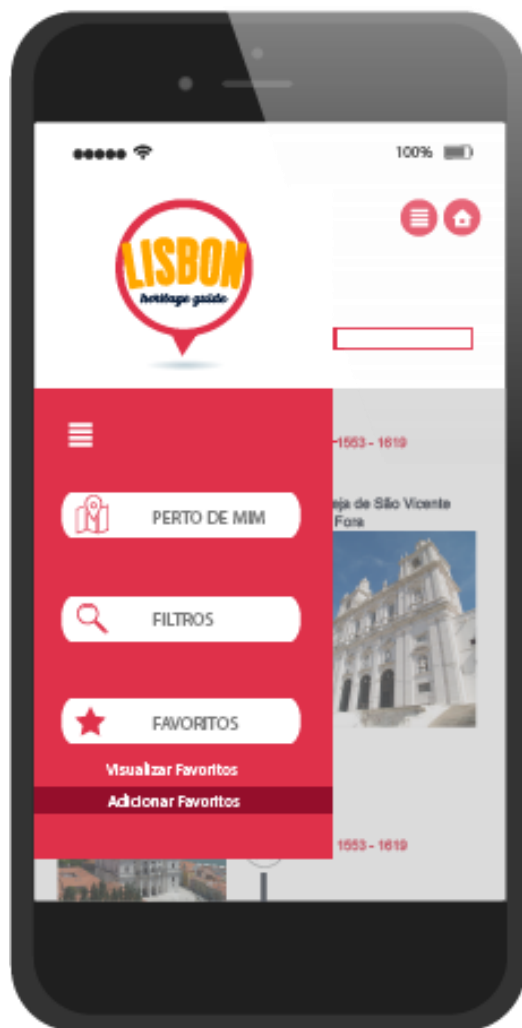 100%
LISBON
heritage guide
1553 - 1619
eja de São Vicente
Fora
PERTO DE MIM
FILTROS
FAVORITOS
Visualizar Favoritos
Adicionar Favoritos
1553 - 1619